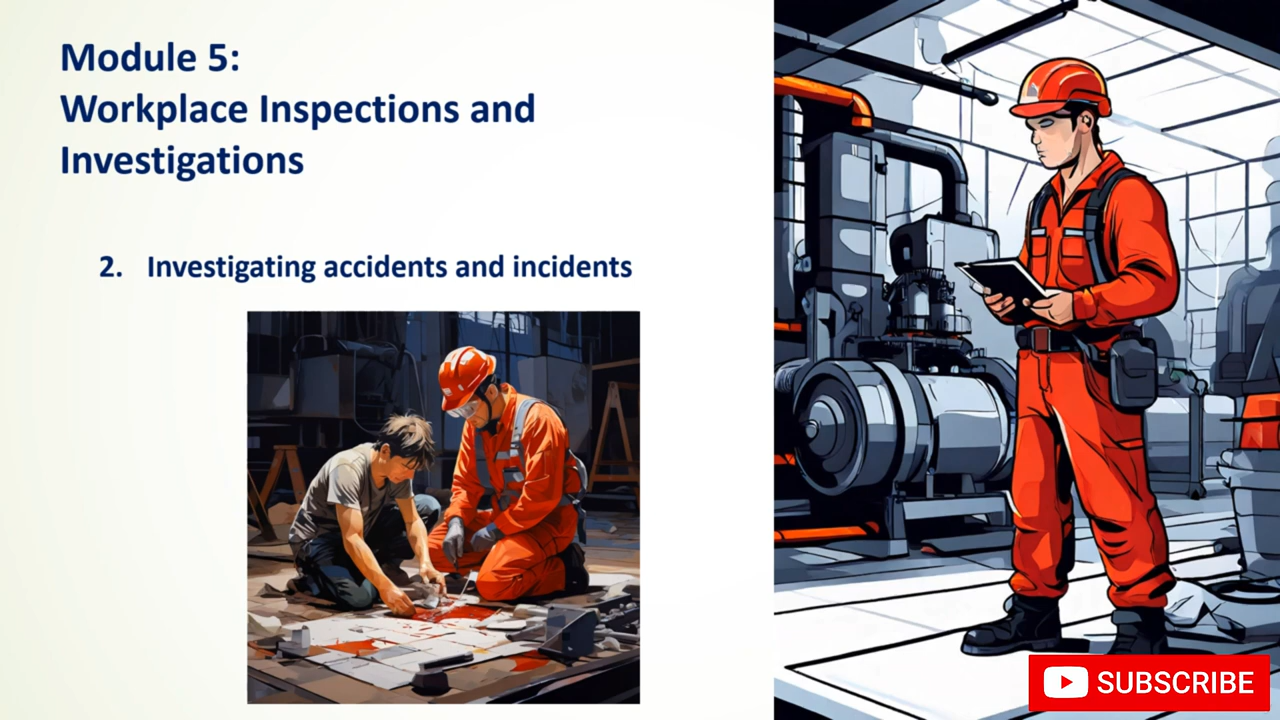 Module 5:
Workplace Inspections and
Investigations
2. Investigating accidents and incidents
SUBSCRIBE